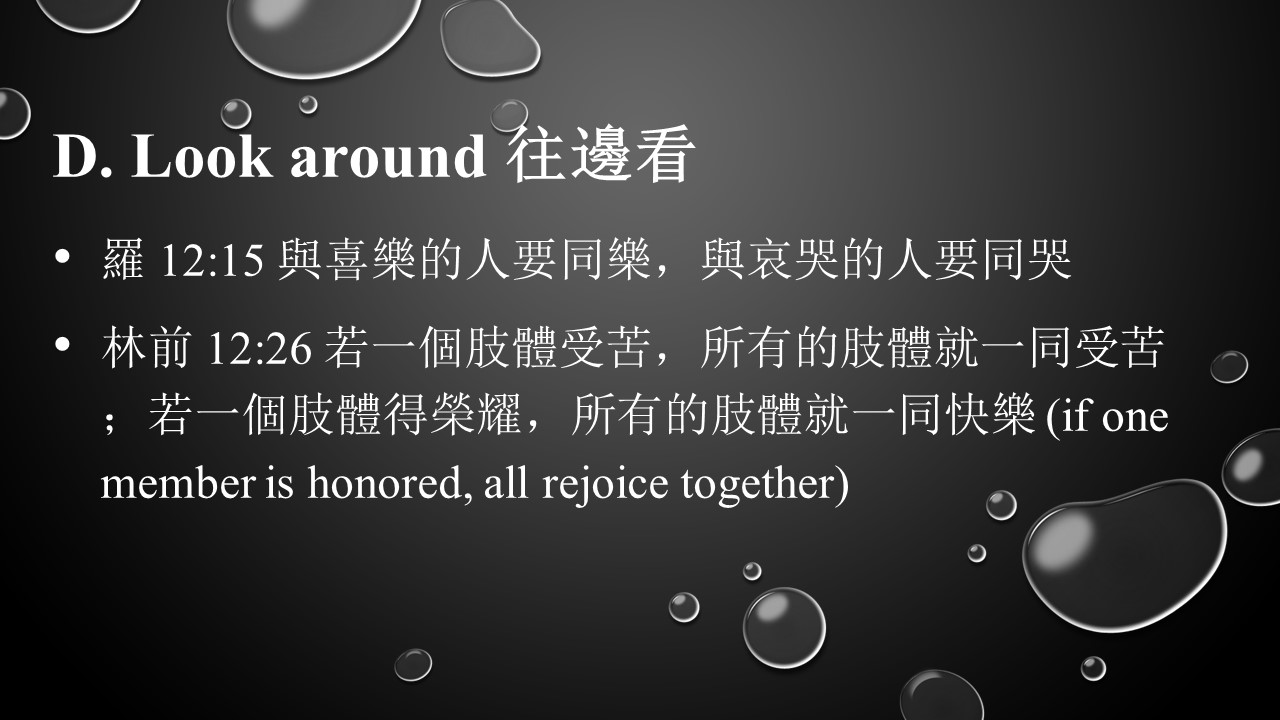 D. Look around 往邊看
• 羅 12:15 與喜樂的人要同樂，與哀哭的人要同哭
• 林前 12:26 若一個肢體受苦，所有的肢體就一同受苦
；若一個肢體得榮耀，所有的肢體就一同快樂 (if one
member is honored, all rejoice together)